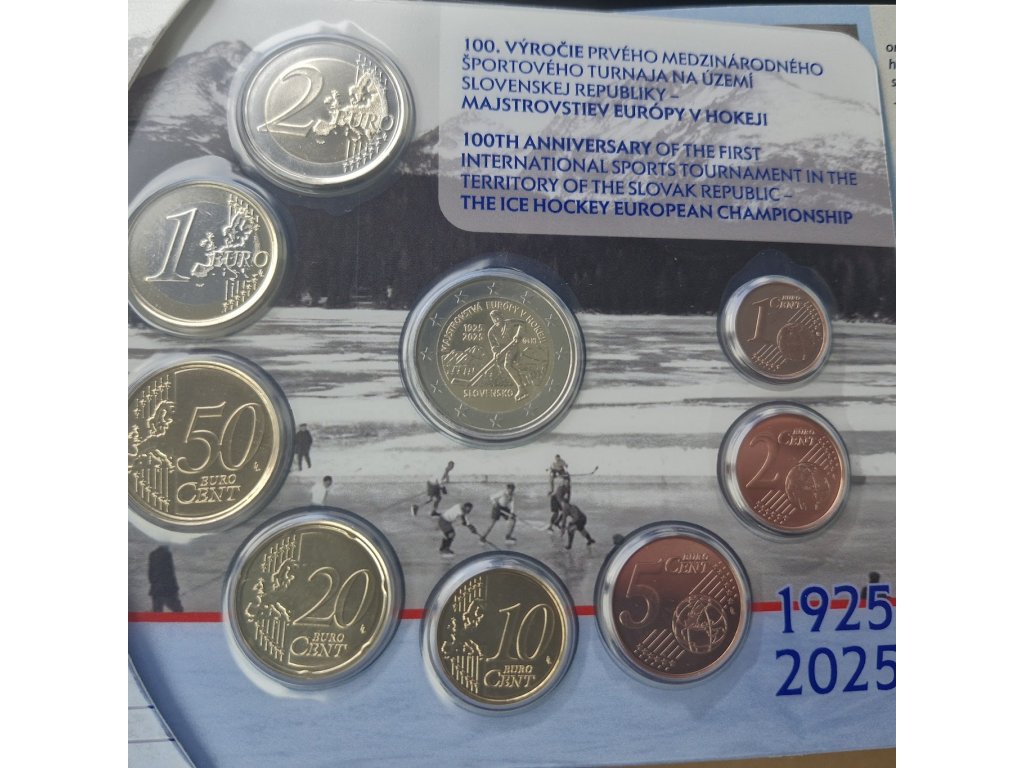 100. VÝROČIE PRVÉHO MEDZINÁRODNÉHO
ŠPORTOVÉHO TURNAJA NA ÚZEMÍ
SLOVENSKEJ REPUBLIKY –
MAJSTROVSTIEV EURÓPY V HOKEJI
100TH ANNIVERSARY OF THE FIRST
INTERNATIONAL SPORTS TOURNAMENT IN THE
TERRITORY OF THE SLOVAK REPUBLIC –
THE ICE HOCKEY EUROPEAN CHAMPIONSHIP
2 EURO
1 EURO
MAJSTROVSTVÁ EURÓPY V HOKEJI
1925
2025
SLOVENSKO
1 EURO
CENT
50
EURO
CENT
2 EURO
CENT
20
EURO
CENT
10
EURO
CENT
5 EURO
CENT
1925
2025